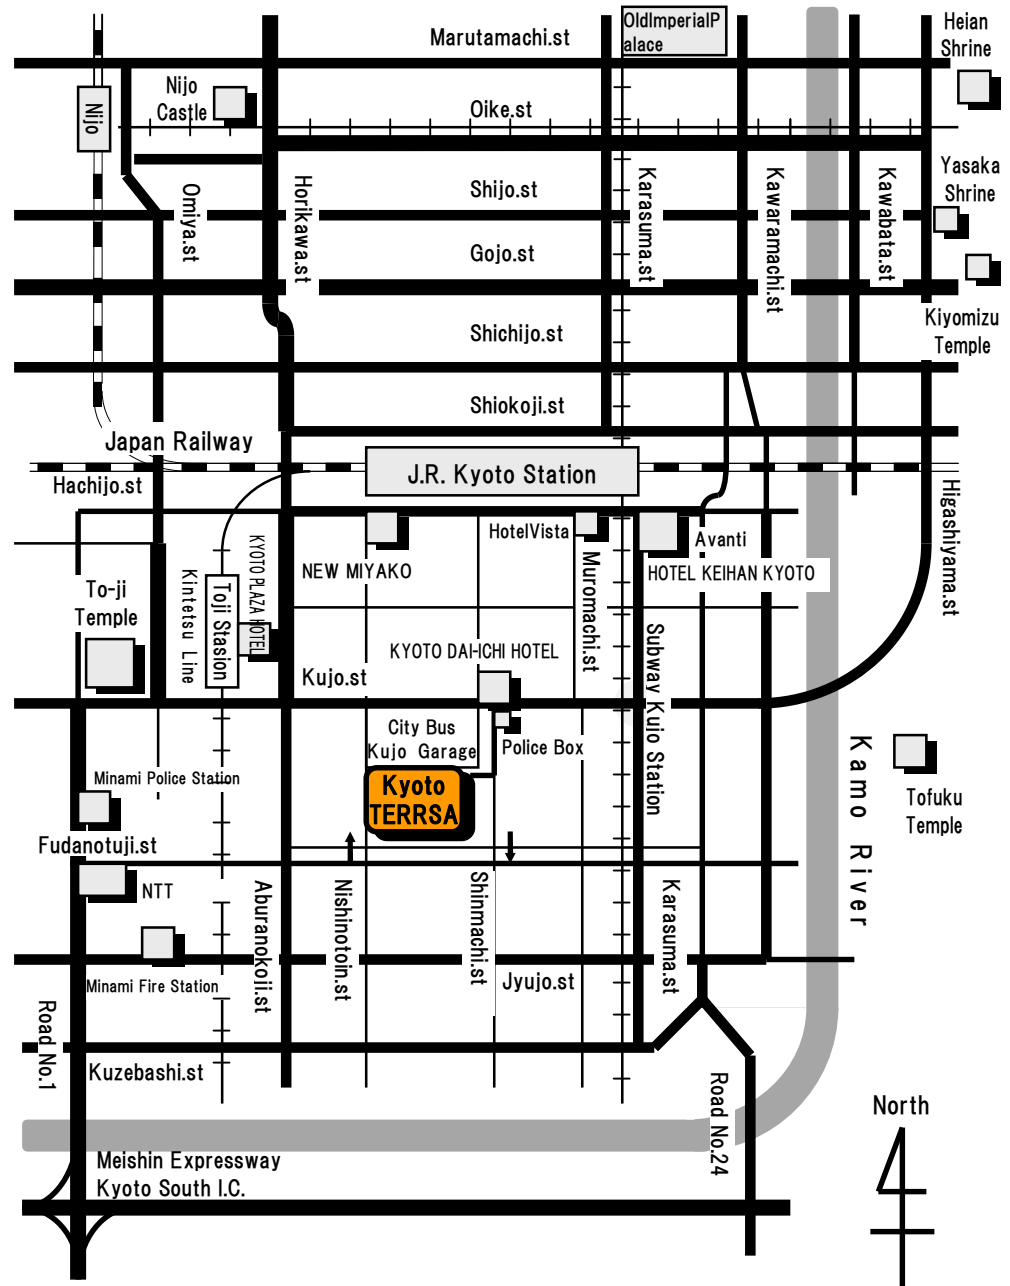 OldImperialP
alace
Heian
Shrine
Marutamachi.st
Nijo
Castle
Nijo
Oike.st
Yasaka
Shrine
Omiya.st
Horikawa.st
Shijo.st
Karasuma.st
Kawaramachi.st
Kawabata.st
Gojo.st
Kiyomizu
Temple
Shichijo.st
Shiokoji.st
Japan Railway
J.R. Kyoto Station
Hachijo.st
Higashiyama.st
HotelVista
Avanti
KYOTO PLAZA HOTEL
NEW MIYAKO
Muromachi.st
HOTEL KEIHAN KYOTO
To-ji
Temple
Kintetsu Line
Toji Stasion
KYOTO DAI-ICHI HOTEL
Subway Kujo Station
Kujo.st
City Bus
Kujo Garage
Police Box
Kamo River
Minami Police Station
Kyoto
TERRSA
Tofuku
Temple
Fudanotuji.st
NTT
Aburanokoji.st
Nishinotoin.st
Shinmachi.st
Karasuma.st
Minami Fire Station
Jyujo.st
Road No.1
Kuzebashi.st
Road No.24
North
Meishin Expressway
Kyoto South I.C.